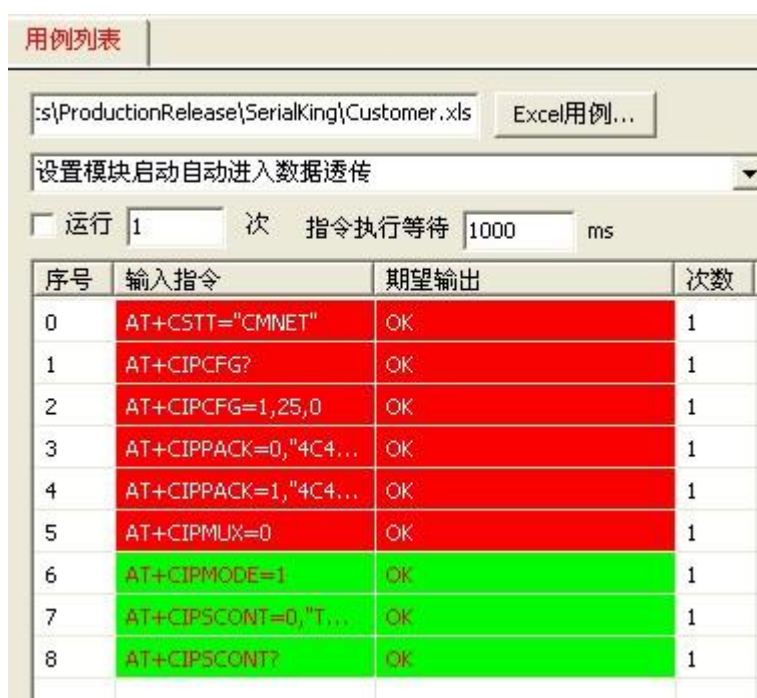 用例列表
:s\ProductionRelease\SerialKing\Customer.xls Excel用例...
设置模块启动自动进入数据透传
运行 1 次 指令执行等待 1000 ms
序号 输入指令 期望输出 次数
0 AT+CSTT="CMNET" OK 1
1 AT+CIPCFG? OK 1
2 AT+CIPCFG=1,25,0 OK 1
3 AT+CIPPACK=0,"4C4... OK 1
4 AT+CIPPACK=1,"4C4... OK 1
5 AT+CIPMUX=0 OK 1
6 AT+CIPMODE=1 OK 1
7 AT+CIPSCONT=0,"T... OK 1
8 AT+CIPSCONT? OK 1